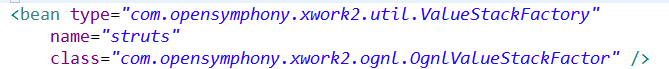 <bean type="com.opensymphony.xwork2.util.ValueStackFactory"
name="struts"
class="com.opensymphony.xwork2.ognl.OgnlValueStackFactor" />